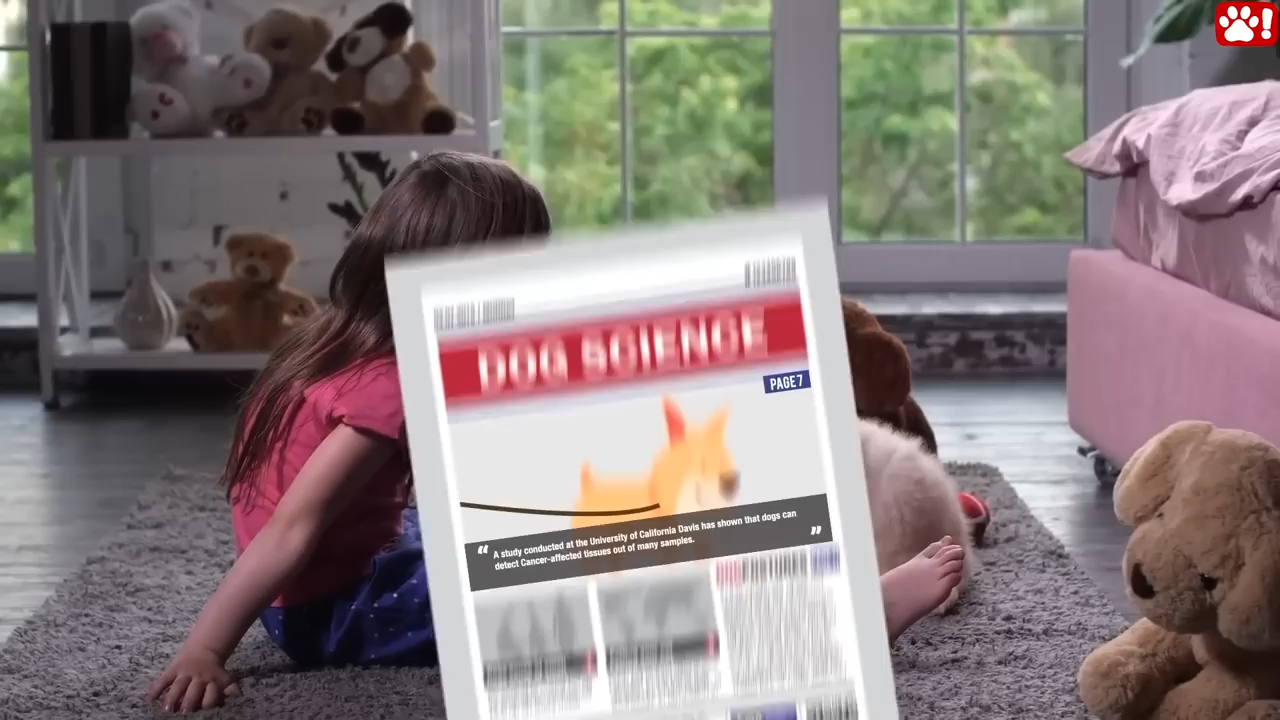 DOG SCIENCE
PAGE 7
“ A study conducted at the University of California Davis has shown that dogs can
detect Cancer-affected tissues out of many samples. ”